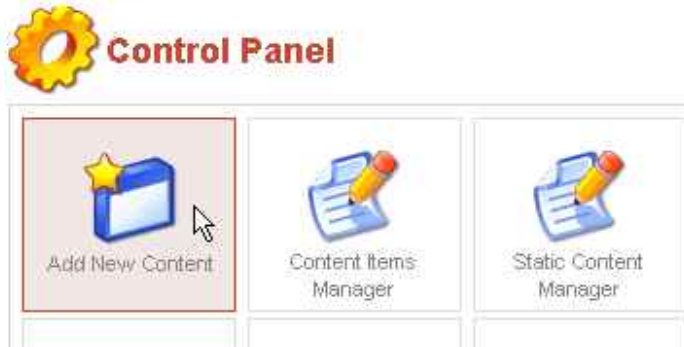 Control Panel
Add New Content
Content Items
Manager
Static Content
Manager